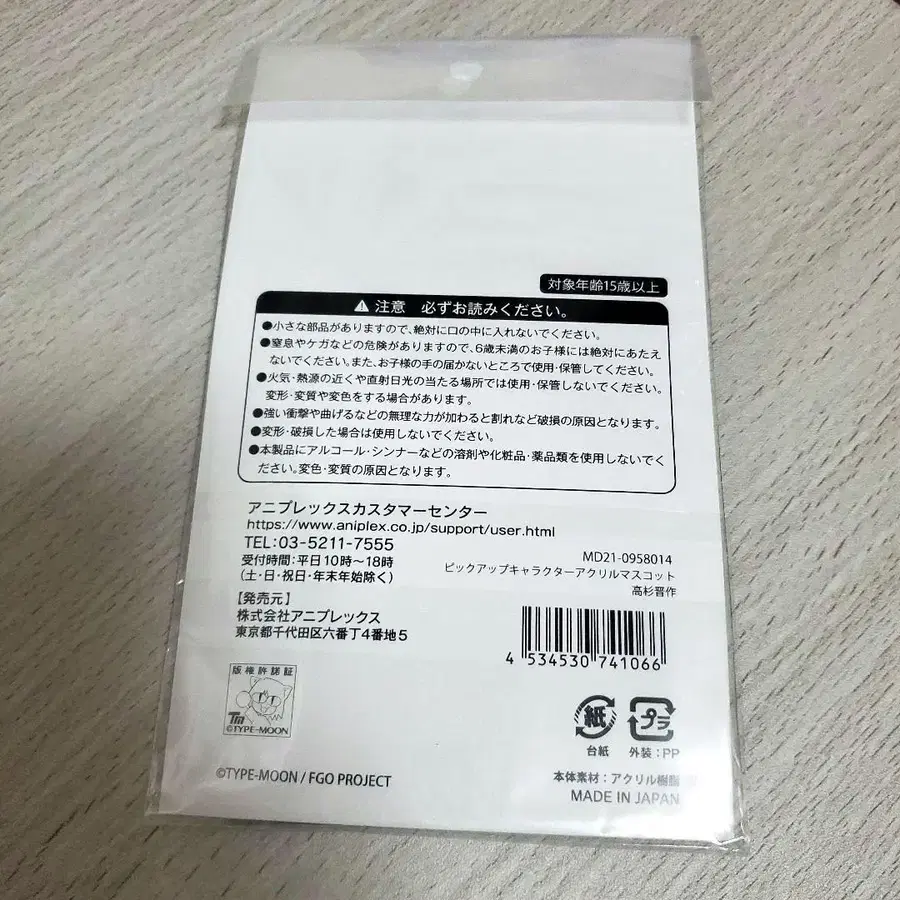 対象年齢15歳以上
⚠注意 必ずお読みください。
●小さな部品がありますので、絶対に口の中に入れないでください。
●窒息やケガなどの危険がありますので、6歳未満のお子様には絶対にあたえ
ないでください。また、お子様の手の届かないところで使用・保管してください。
●火気・熱源の近くや直射日光の当たる場所では使用・保管しないでください。
変形・変質や変色をする場合があります。
●強い衝撃や曲げるなどの無理な力が加わると割れなど破損の原因となります。
●変形・破損した場合は使用しないでください。
●本製品にアルコール・シンナーなどの溶剤や化粧品・薬品類を使用しないでく
ださい。変色・変質の原因となります。
アニプレックスカスタマーセンター
https://www.aniplex.co.jp/support/user.html
TEL:03-5211-7555
受付時間：平日10時～18時
(土・日・祝日・年末年始除く)
【発売元】
株式会社アニプレックス
東京都千代田区六番丁4番地5
MD21-0958014
ピックアップキャラクターアクリルマスコット
高杉晋作
4 534530 741066
版権許諾証
TM
©TYPE-MOON
紙
台紙
プラ
外装：PP
©TYPE-MOON / FGO PROJECT
本体素材：アクリル樹脂
MADE IN JAPAN